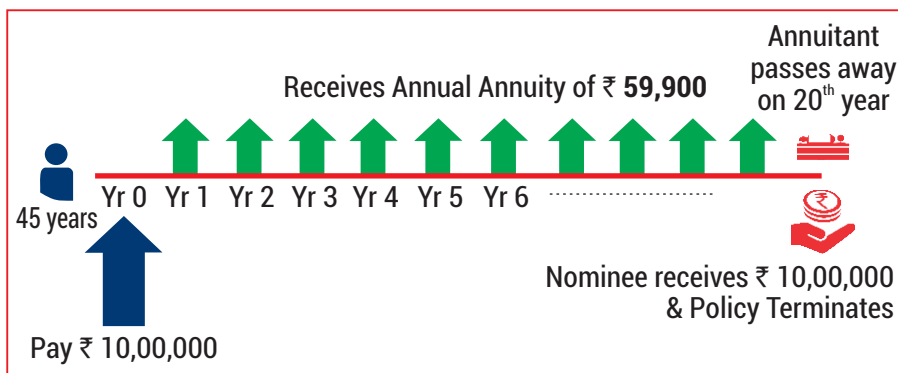 Annuitant
passes away
on 20th year
Receives Annual Annuity of ₹ 59,900
45 years
Yr 0 Yr 1 Yr 2 Yr 3 Yr 4 Yr 5 Yr 6 ........................
₹
Nominee receives ₹ 10,00,000
& Policy Terminates
Pay ₹ 10,00,000